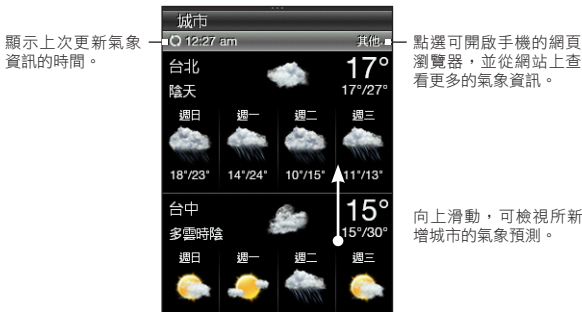 城市
12:27 am 其他
顯示上次更新氣象
資訊的時間。
點選可開啟手機的網頁
瀏覽器，並從網站上查
看更多的氣象資訊。
台北 17°
陰天 17°/27°
週日 週一 週二 週三
18°/23° 14°/24° 10°/15° 11°/13°
台中 15°
多雲時陰 15°/30°
向上滑動，可檢視所新
增城市的氣象預測。
週日 週一 週二 週三